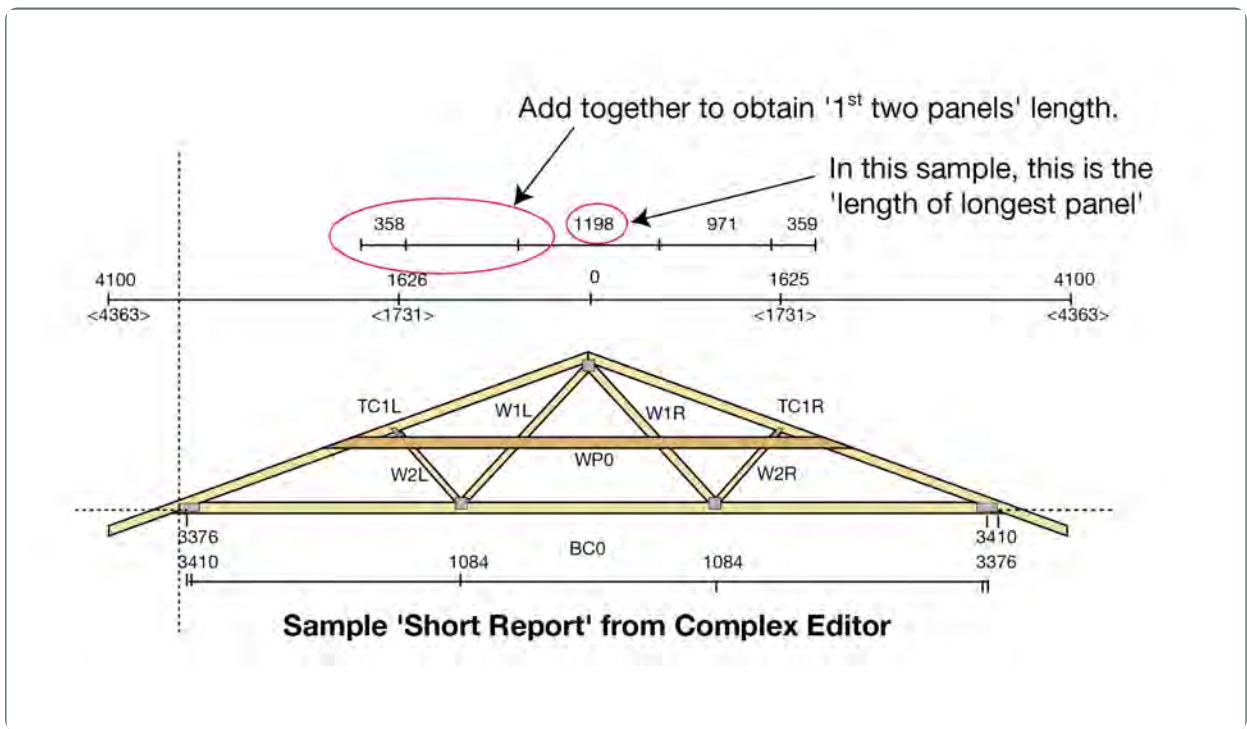 Add together to obtain '1st two panels' length.
In this sample, this is the
'length of longest panel'
358 1198 971 359
4100 1626 0 1625 4100
<4363> <1731> <1731> <4363>
TC1L W1L W1R TC1R
W2L WP0 W2R
3376 3410
3410 1084 BC0 1084 3376
Sample 'Short Report' from Complex Editor